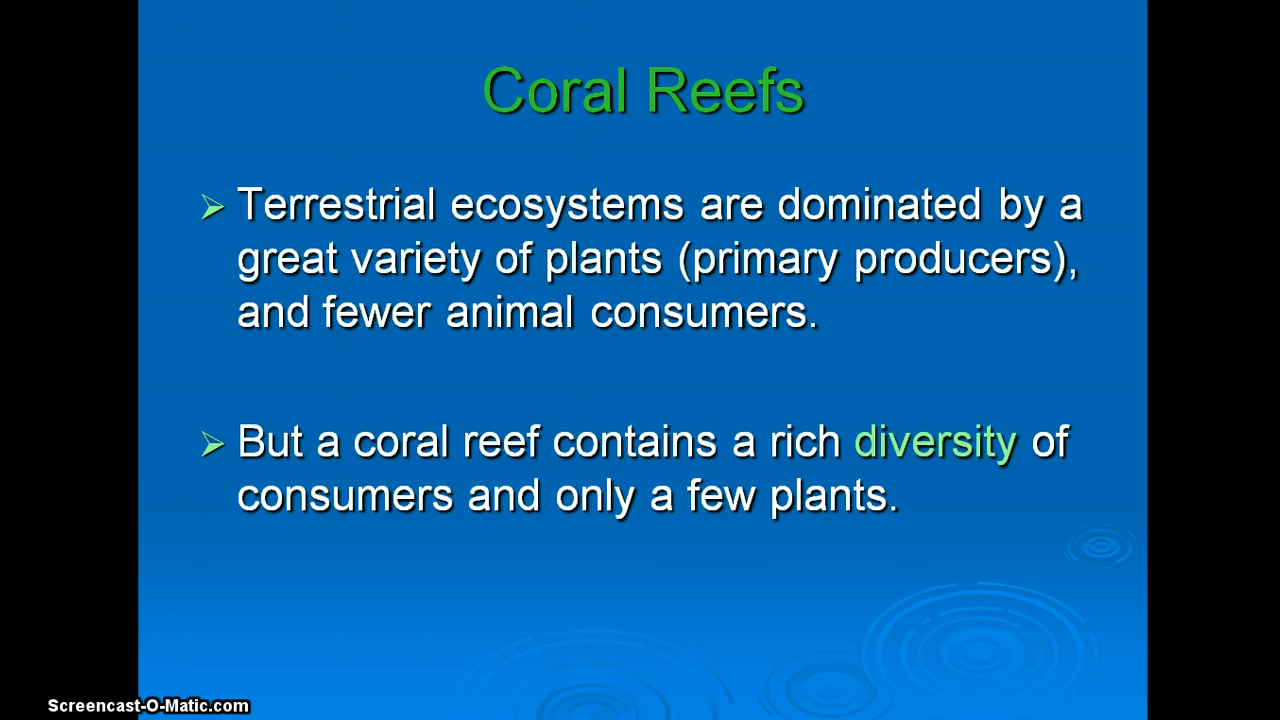 Coral Reefs
Terrestrial ecosystems are dominated by a
great variety of plants (primary producers),
and fewer animal consumers.
But a coral reef contains a rich diversity of
consumers and only a few plants.
Screencast-O-Matic.com